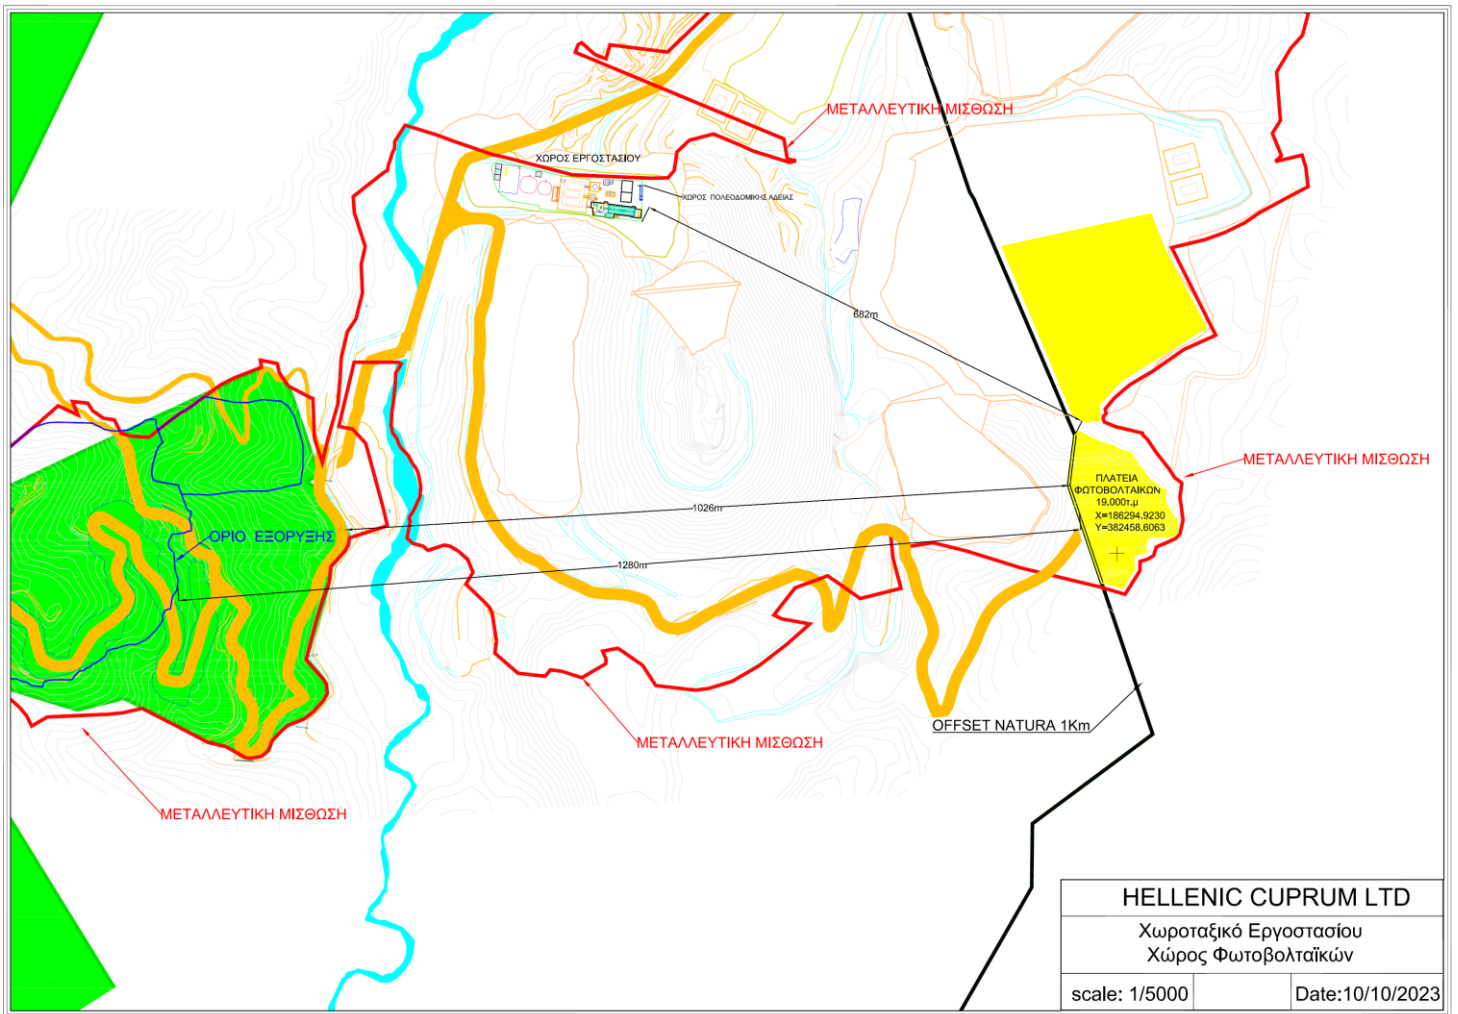 ΜΕΤΑΛΛΕΥΤΙΚΗ ΜΙΣΘΩΣΗ
ΧΩΡΟΣ ΕΡΓΟΣΤΑΣΙΟΥ
ΧΩΡΟΣ ΠΟΛΕΟΔΟΜΙΚΗΣ ΑΔΕΙΑΣ
682m
ΜΕΤΑΛΛΕΥΤΙΚΗ ΜΙΣΘΩΣΗ
ΠΛΑΤΕΙΑ
ΦΩΤΟΒΟΛΤΑΙΚΩΝ
19.000τ.μ
X=186294.9230
Y=382458.6063
1026m
ΟΡΙΟ ΕΞΟΡΥΞΗΣ
1280m
OFFSET NATURA 1Km
ΜΕΤΑΛΛΕΥΤΙΚΗ ΜΙΣΘΩΣΗ
ΜΕΤΑΛΛΕΥΤΙΚΗ ΜΙΣΘΩΣΗ
HELLENIC CUPRUM LTD
Χωροταξικό Εργοστασίου
Χώρος Φωτοβολταϊκών
scale: 1/5000
Date:10/10/2023